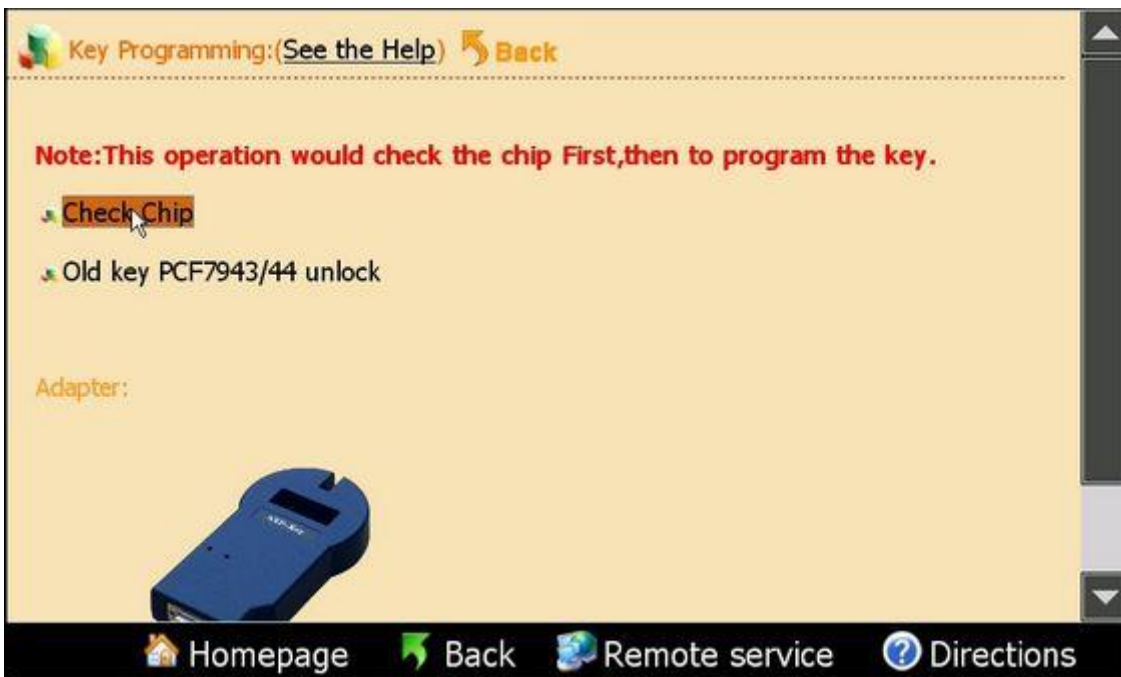 Key Programming:(See the Help) Back
Note:This operation would check the chip First,then to program the key.
Check Chip
Old key PCF7943/44 unlock
Adapter:
Homepage Back Remote service Directions